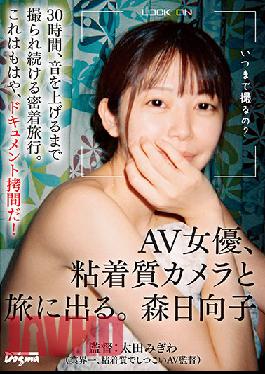 LOOK ON
いつまで撮るの?
30時間、音を上げるまで
撮られ続ける密着旅行。
これはもはや、ドキュメント拷問だ!
AV女優、
粘着質カメラと
旅に出る。森日向子
監督:太田みぎわ
(業界一、粘着質でしつこいAV監督)
Dogma